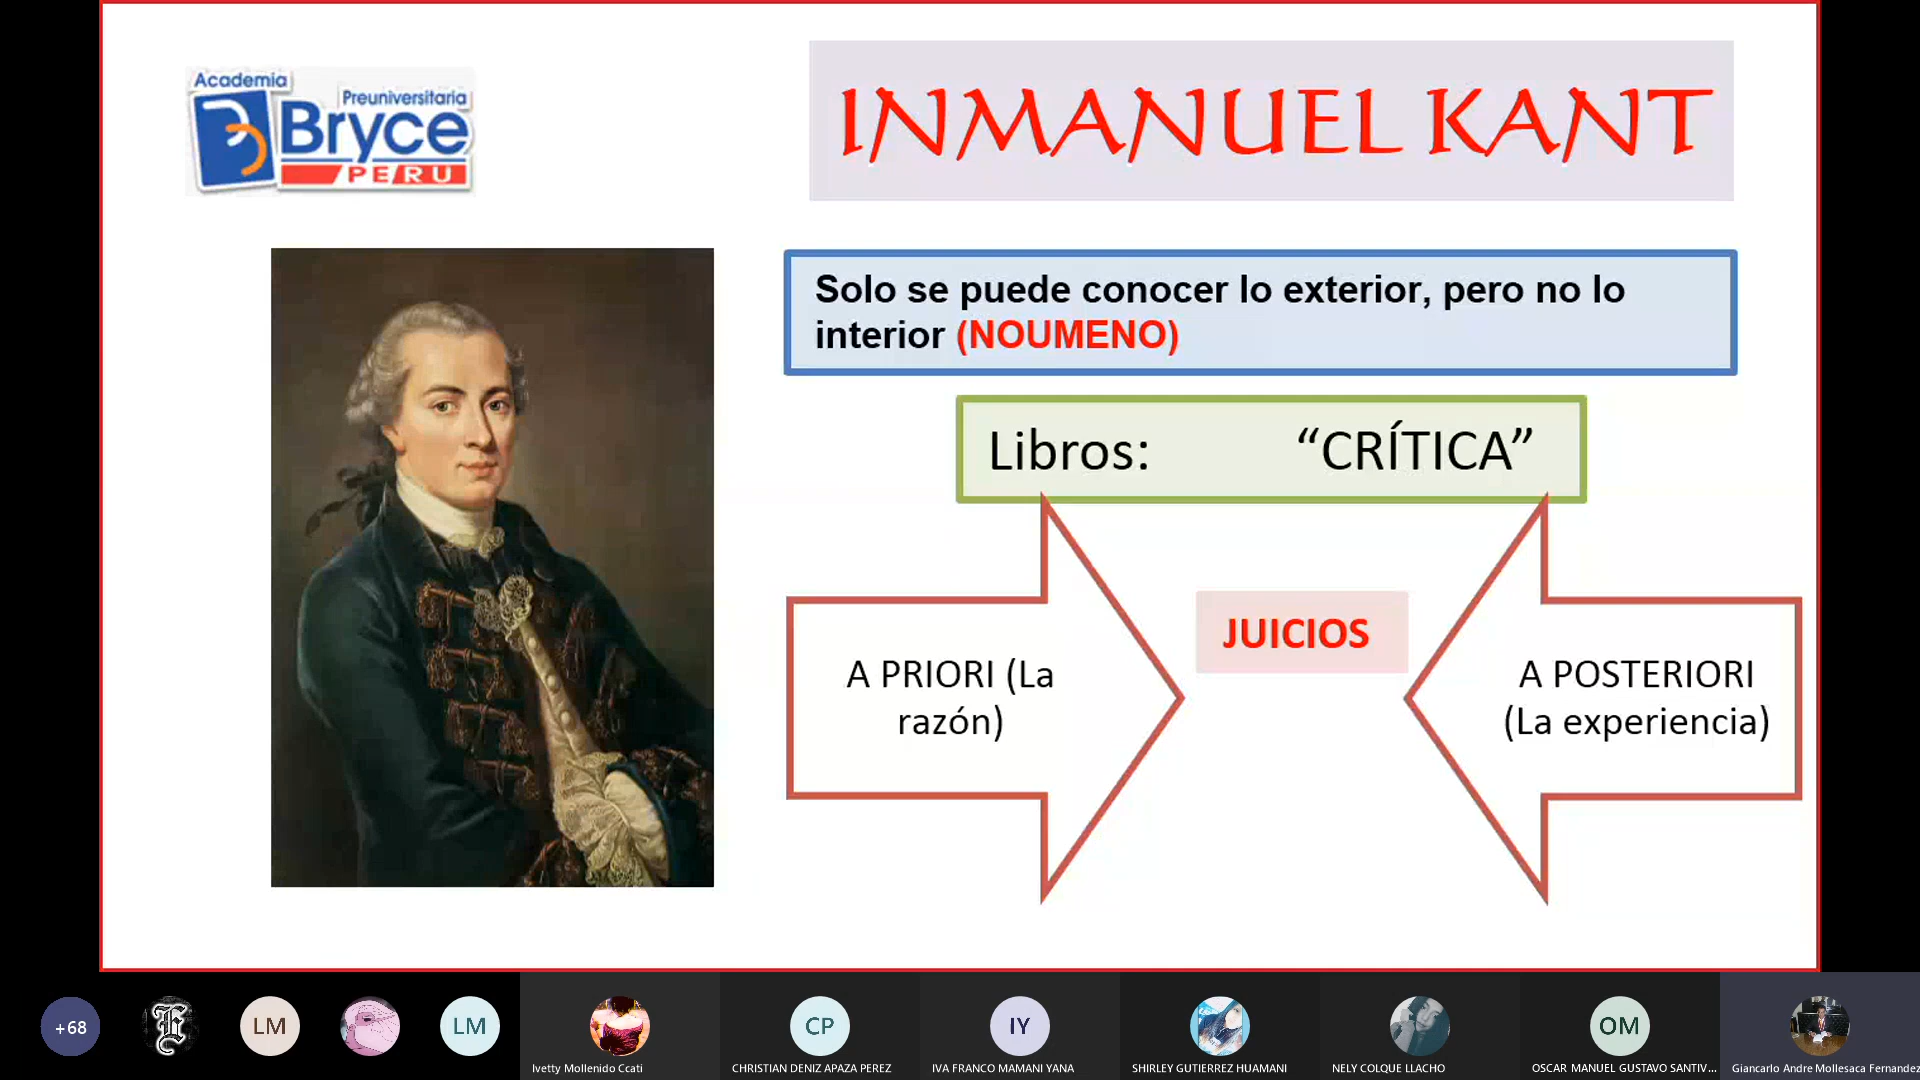 Academia
Preuniversitaria
Bryce
PERU
INMANUEL KANT
Solo se puede conocer lo exterior, pero no lo
interior (NOUMENO)
Libros: “CRÍTICA”
JUICIOS
A PRIORI (La
razón)
A POSTERIORI
(La experiencia)
+68
E
LM
LM
CP
IY
OM
Ivetty Mollenido Ccati
CHRISTIAN DENIZ APAZA PEREZ
IVA FRANCO MAMANI YANA
SHIRLEY GUTIERREZ HUAMANI
NELY COLQUE LLACHO
OSCAR MANUEL GUSTAVO SANTIV...
Giancarlo Andre Mollesaca Fernandez